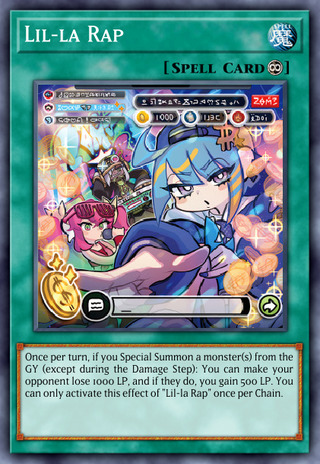 Lil-la Rap
魔
[Spell Card]
1000
Once per turn, if you Special Summon a monster(s) from the
GY (except during the Damage Step): You can make your
opponent lose 1000 LP, and if they do, you gain 500 LP. You
can only activate this effect of "Lil-la Rap" once per Chain.